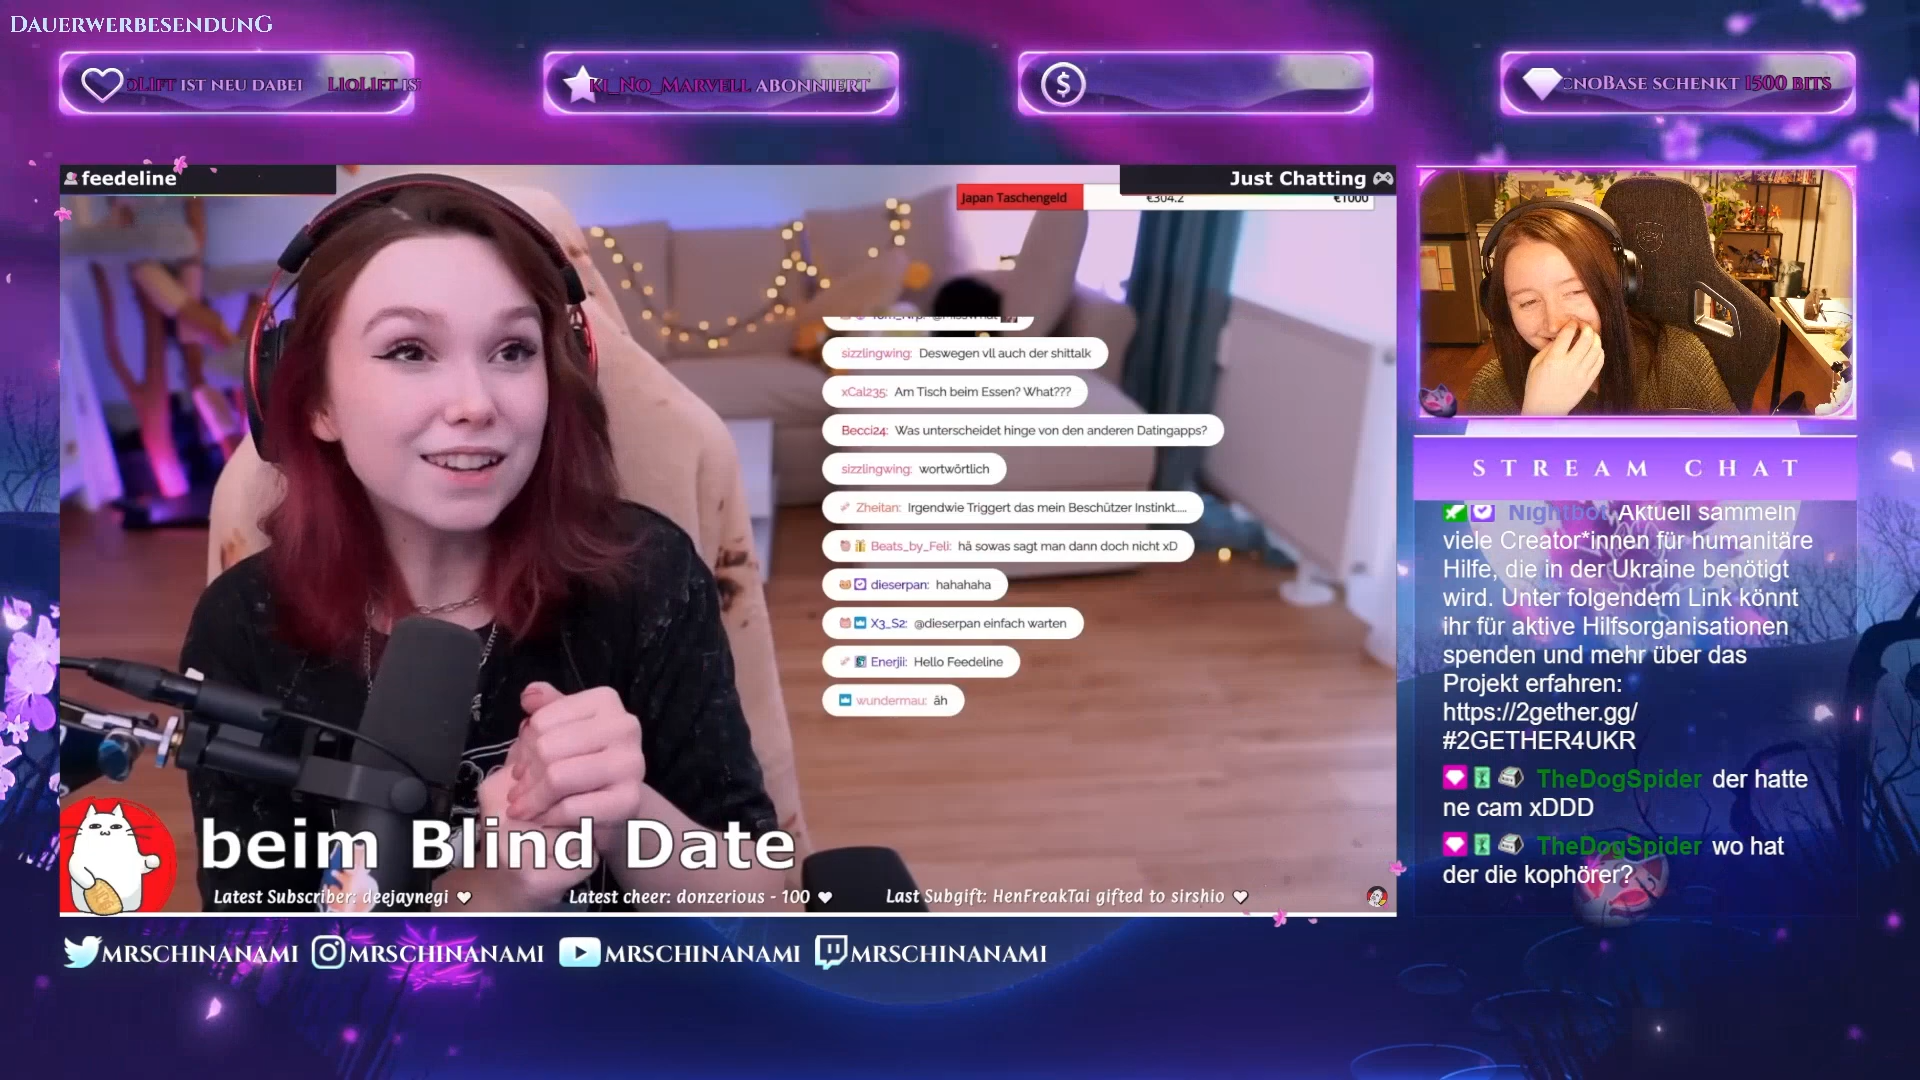 DAUERWERBESENDUNG
OL1FT IST NEU DABEI L1OL1FT IS
KI_NO_MARVELL ABONNIERT
CNOBASE SCHENKT 1500 BITS
feedeline
Just Chatting
Japan Taschengeld €304.2 €1000
sizzlingwing: Deswegen vll auch der shittalk
xCal235: Am Tisch beim Essen? What???
Becci24: Was unterscheidet hinge von den anderen Datingapps?
sizzlingwing: wortwörtlich
Zheitan: Irgendwie Triggert das mein Beschützer Instinkt.....
Beats_by_Feli: hä sowas sagt man dann doch nicht xD
dieserpan: hahahaha
X3_S2: @dieserpan einfach warten
Enerjii: Hello Feedeline
wundermau: äh
beim Blind Date
Latest Subscriber: deejaynegi
Latest cheer: donzerious - 100
Last Subgift: HenFreakTai gifted to sirshio
STREAM CHAT
Nightbot: Aktuell sammeln
viele Creator*innen für humanitäre
Hilfe, die in der Ukraine benötigt
wird. Unter folgendem Link könnt
ihr für aktive Hilfsorganisationen
spenden und mehr über das
Projekt erfahren:
https://2gether.gg/
#2GETHER4UKR
TheDogSpider der hatte
ne cam xDDD
TheDogSpider wo hat
der die kophörer?
MRSCHINANAMI MRSCHINANAMI MRSCHINANAMI MRSCHINANAMI